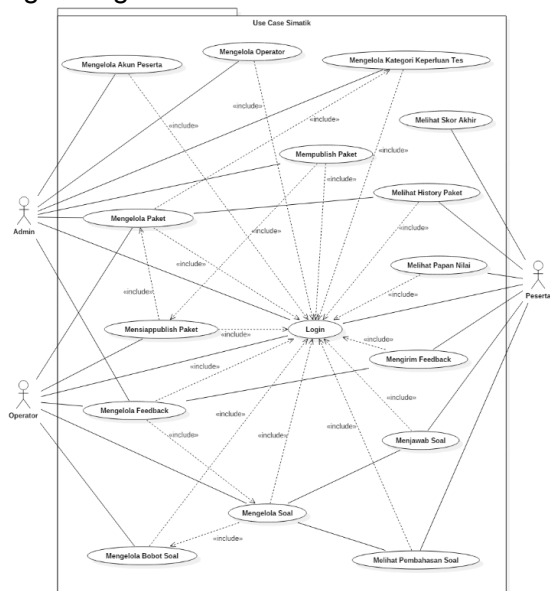 Use Case Simatik
Mengelola Operator
Mengelola Akun Peserta
Mengelola Kategori Keperluan Tes
Melihat Skor Akhir
«include»
«include»
«include»
Mempublish Paket
«include»
«include»
Melihat History Paket
Admin
Mengelola Paket
«include»
«include»
«include»
Melihat Papan Nilai
Peserta
«include»
«include»
Mensiappublish Paket
«include»
Login
«include»
Mengirim Feedback
Operator
Mengelola Feedback
«include»
«include»
«include»
«include»
«include»
Menjawab Soal
Mengelola Soal
«include»
Mengelola Bobot Soal
Melihat Pembahasan Soal